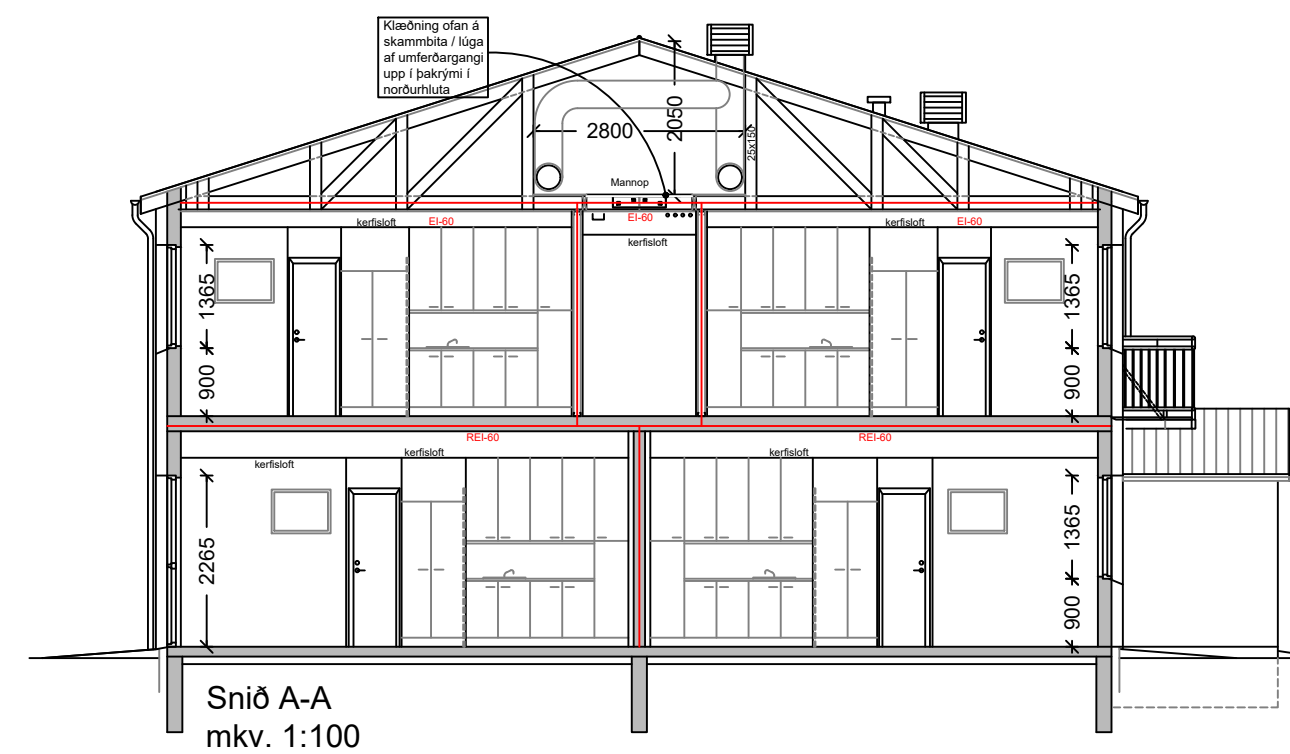 Klæðning ofan á
skammbita / lúga
af umferðargangi
upp í þakrými í
norðurhluta
2800
2050
25x150
Mannop
kerfisloft
EI-60
EI-60
kerfisloft
kerfisloft
EI-60
1365
900
1365
900
REI-60
REI-60
kerfisloft
kerfisloft
kerfisloft
2265
1365
900
Snið A-A
mkv. 1:100